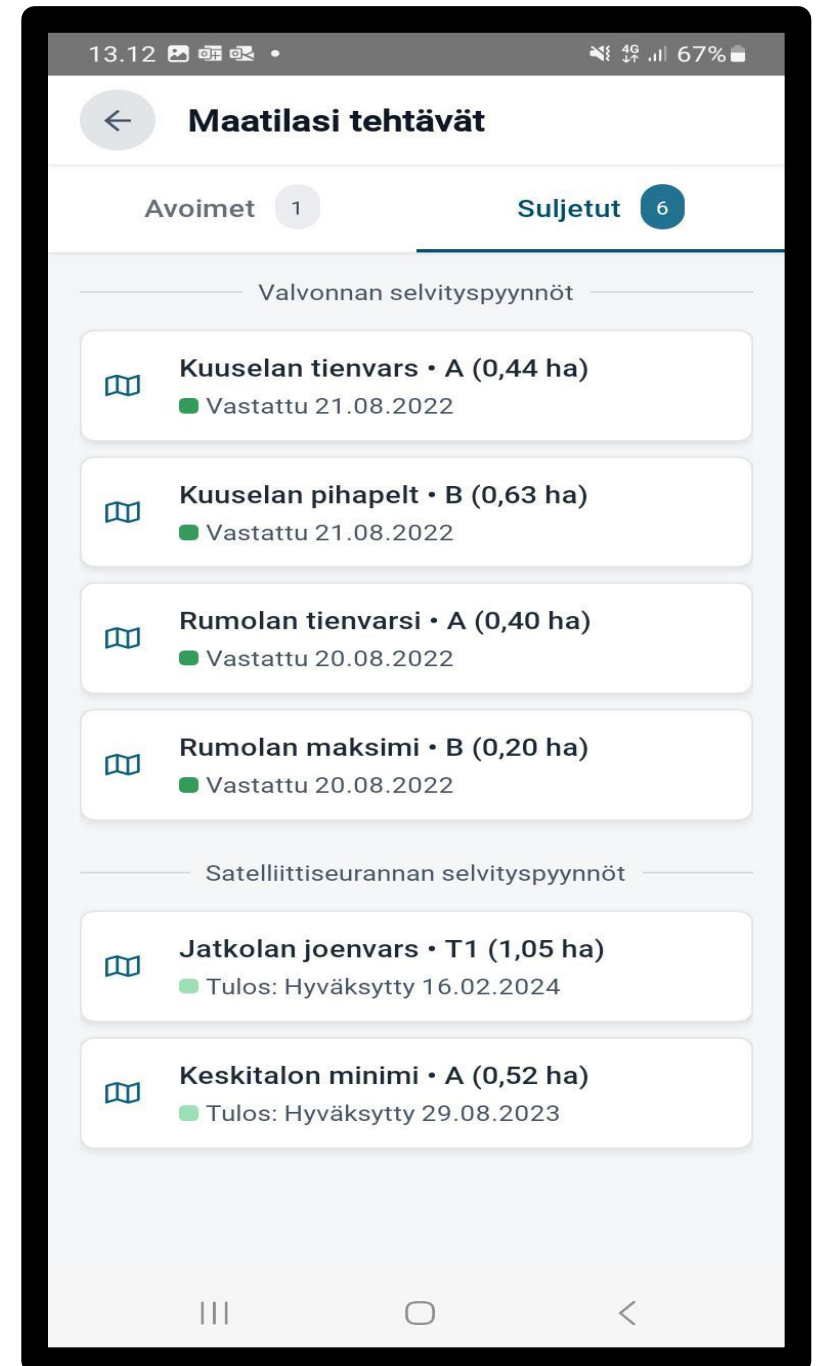 13.12 4G 67%
Maatilasi tehtävät
Avoimet 1 Suljetut 6
Valvonnan selvityspyynnöt
Kuuselan tienvars • A (0,44 ha)
Vastattu 21.08.2022
Kuuselan pihapelt • B (0,63 ha)
Vastattu 21.08.2022
Rumolan tienvarsi • A (0,40 ha)
Vastattu 20.08.2022
Rumolan maksimi • B (0,20 ha)
Vastattu 20.08.2022
Satelliittiseurannan selvityspyynnöt
Jatkolan joenvars • T1 (1,05 ha)
Tulos: Hyväksytty 16.02.2024
Keskitalon minimi • A (0,52 ha)
Tulos: Hyväksytty 29.08.2023